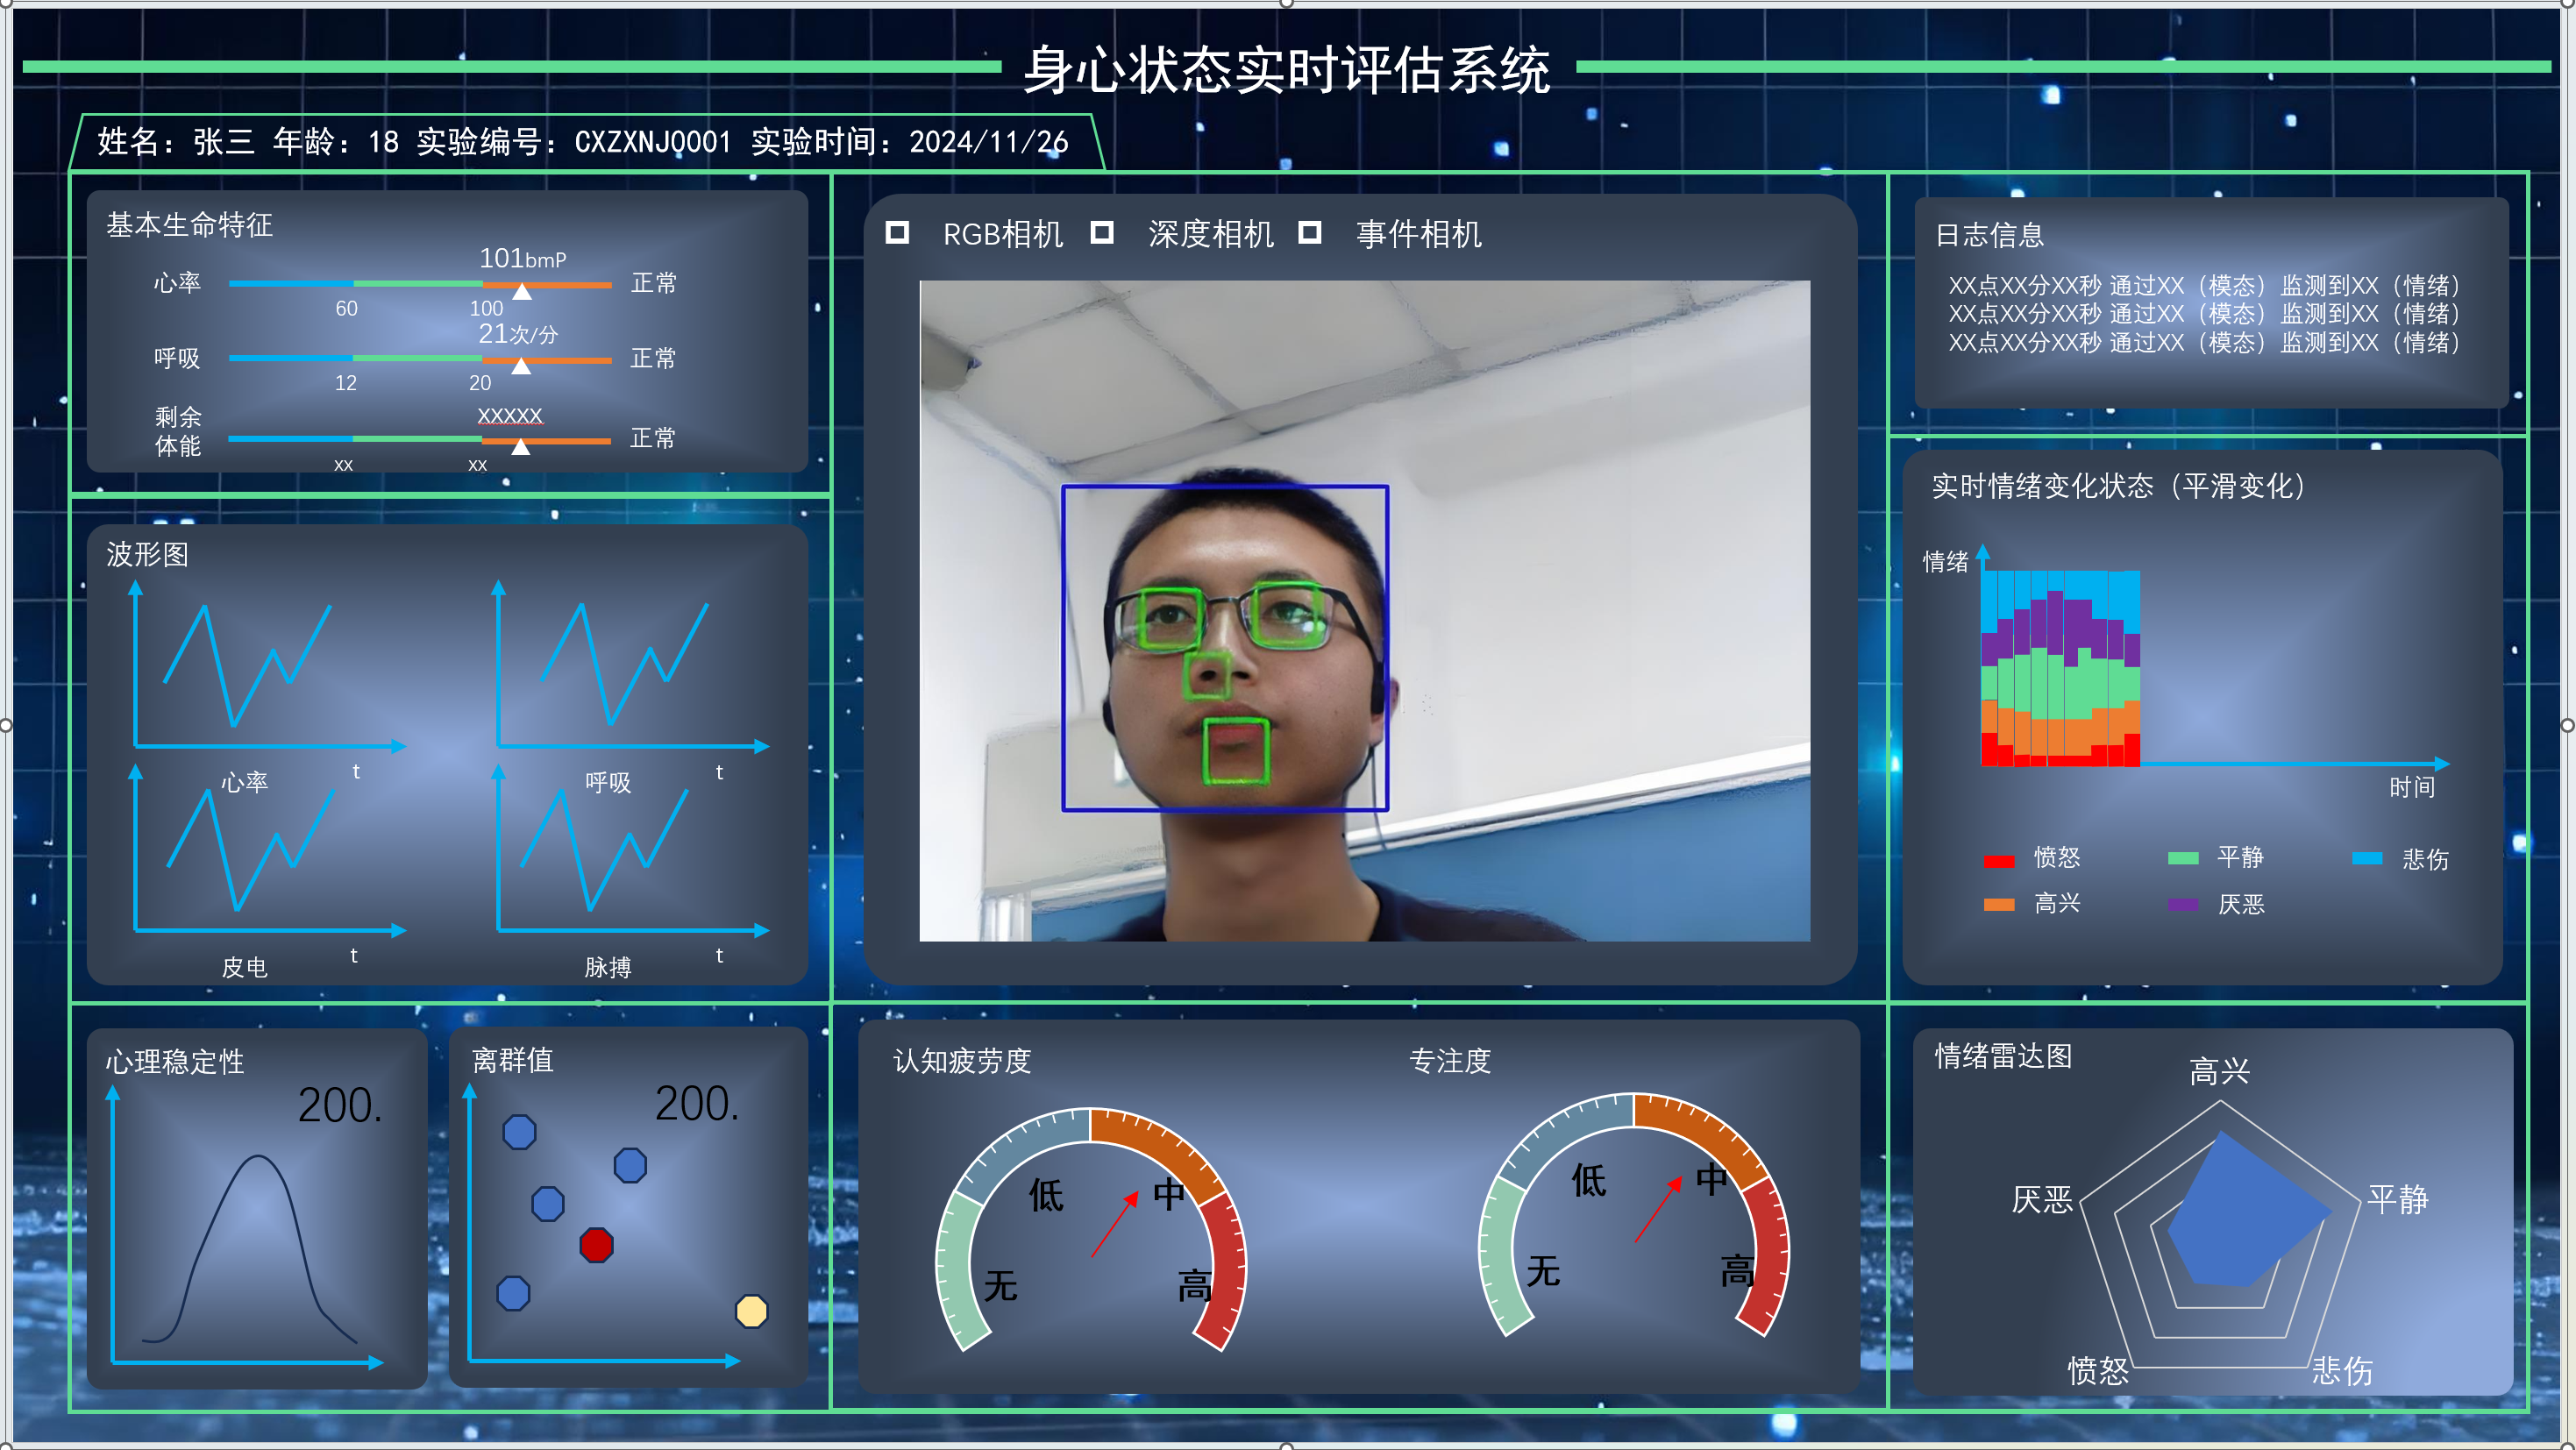 身心状态实时评估系统
姓名：张三 年龄：18 实验编号：CXZXNJ0001 实验时间：2024/11/26
基本生命特征
101bmP
心率
正常
60
100
21次/分
呼吸
正常
12
20
XXXXX
剩余
体能
正常
xx
xx
波形图
t
心率
t
呼吸
t
皮电
t
脉搏
心理稳定性
200.
离群值
200.
RGB相机
深度相机
事件相机
认知疲劳度
低
中
无
高
专注度
低
中
无
高
日志信息
XX点XX分XX秒 通过XX（模态）监测到XX（情绪）
XX点XX分XX秒 通过XX（模态）监测到XX（情绪）
XX点XX分XX秒 通过XX（模态）监测到XX（情绪）
实时情绪变化状态（平滑变化）
情绪
时间
愤怒
平静
悲伤
高兴
厌恶
情绪雷达图
高兴
厌恶
平静
愤怒
悲伤